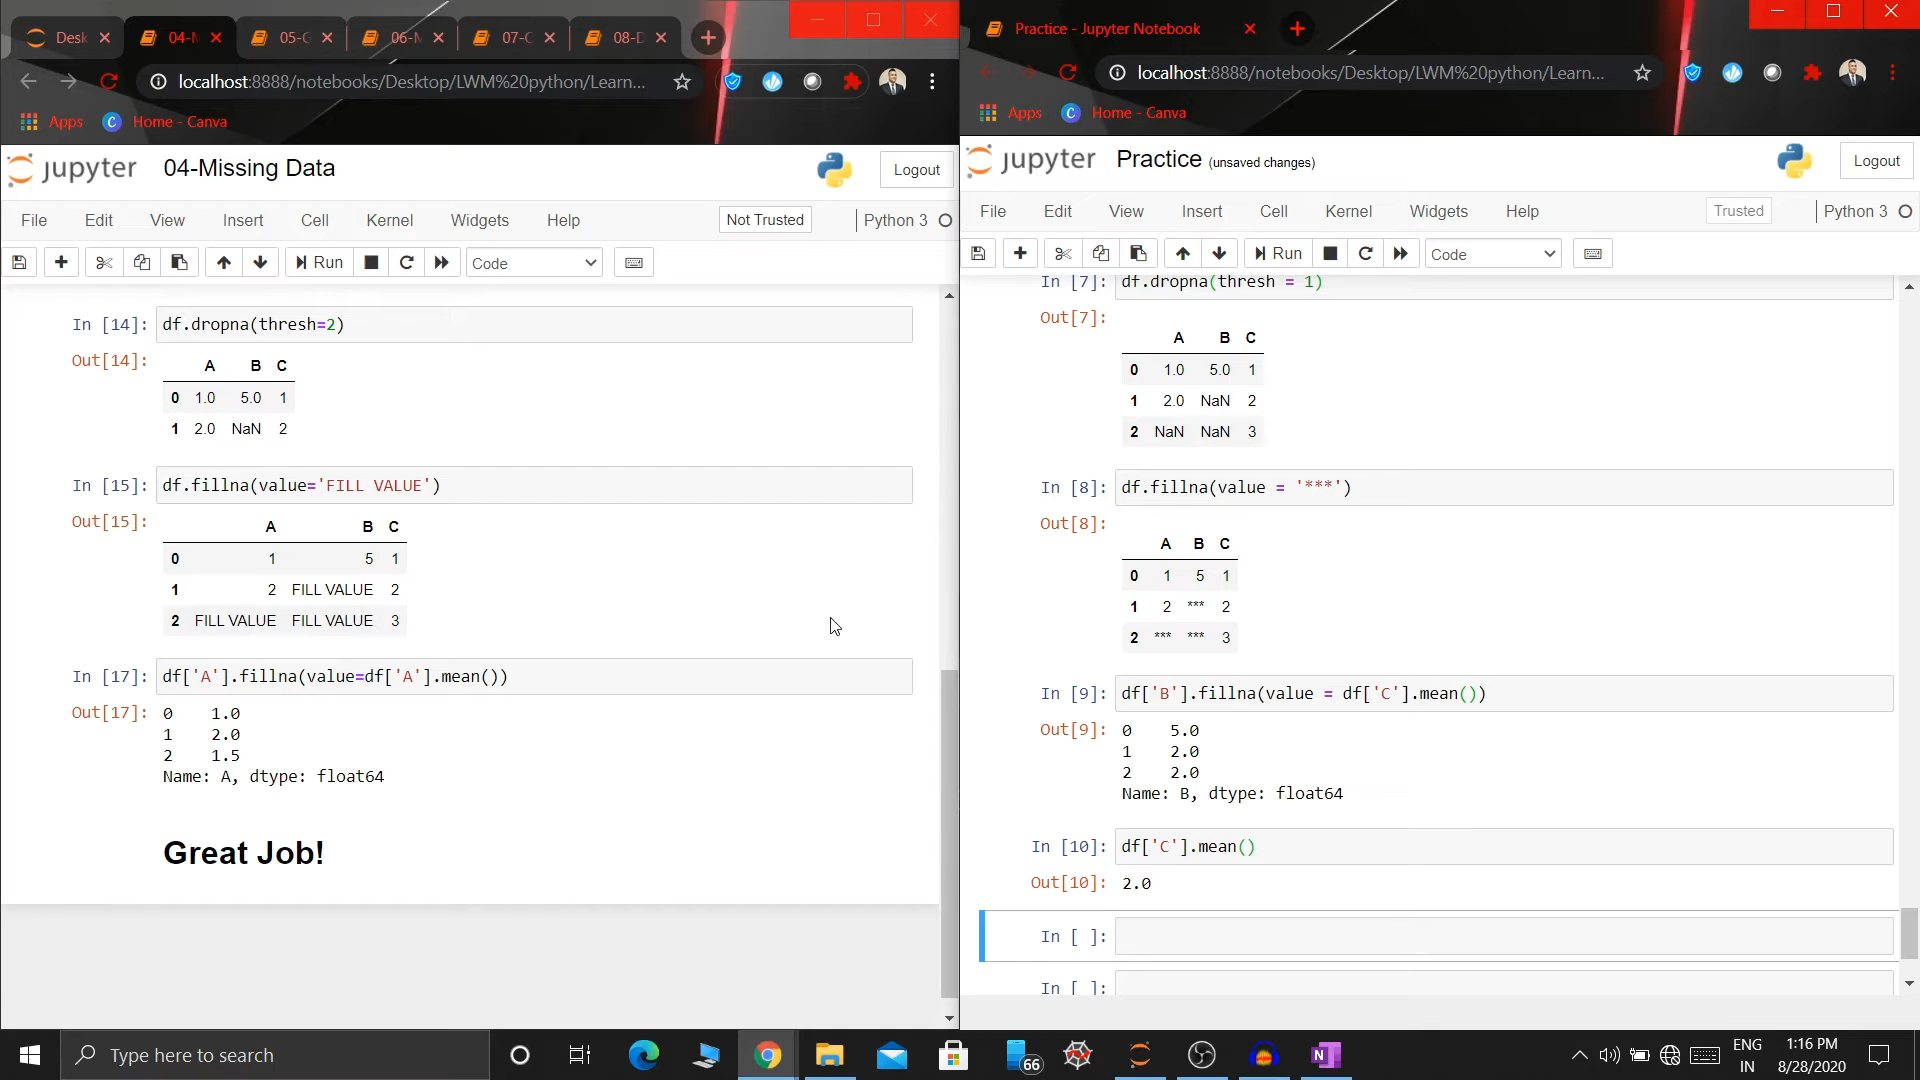 Desk
04-M
05-G
06-M
07-C
08-D
localhost:8888/notebooks/Desktop/LWM%20python/Learn...
Apps
Home - Canva
jupyter
04-Missing Data
Logout
File
Edit
View
Insert
Cell
Kernel
Widgets
Help
Not Trusted
Python 3
Run
Code
In [14]: df.dropna(thresh=2)
Out[14]:
A B C
0 1.0 5.0 1
1 2.0 NaN 2
In [15]: df.fillna(value='FILL VALUE')
Out[15]:
A B C
0 1 5 1
1 2 FILL VALUE 2
2 FILL VALUE FILL VALUE 3
In [17]: df['A'].fillna(value=df['A'].mean())
Out[17]: 0 1.0
1 2.0
2 1.5
Name: A, dtype: float64
Great Job!
Practice - Jupyter Notebook
localhost:8888/notebooks/Desktop/LWM%20python/Learn...
Apps
Home - Canva
jupyter
Practice (unsaved changes)
Logout
File
Edit
View
Insert
Cell
Kernel
Widgets
Help
Trusted
Python 3
Run
Code
In [7]: df.dropna(thresh = 1)
Out[7]:
A B C
0 1.0 5.0 1
1 2.0 NaN 2
2 NaN NaN 3
In [8]: df.fillna(value = '***')
Out[8]:
A B C
0 1 5 1
1 2 *** 2
2 *** *** 3
In [9]: df['B'].fillna(value = df['C'].mean())
Out[9]: 0 5.0
1 2.0
2 2.0
Name: B, dtype: float64
In [10]: df['C'].mean()
Out[10]: 2.0
In [ ]:
In [ ]:
Type here to search
66
ENG
IN
1:16 PM
8/28/2020